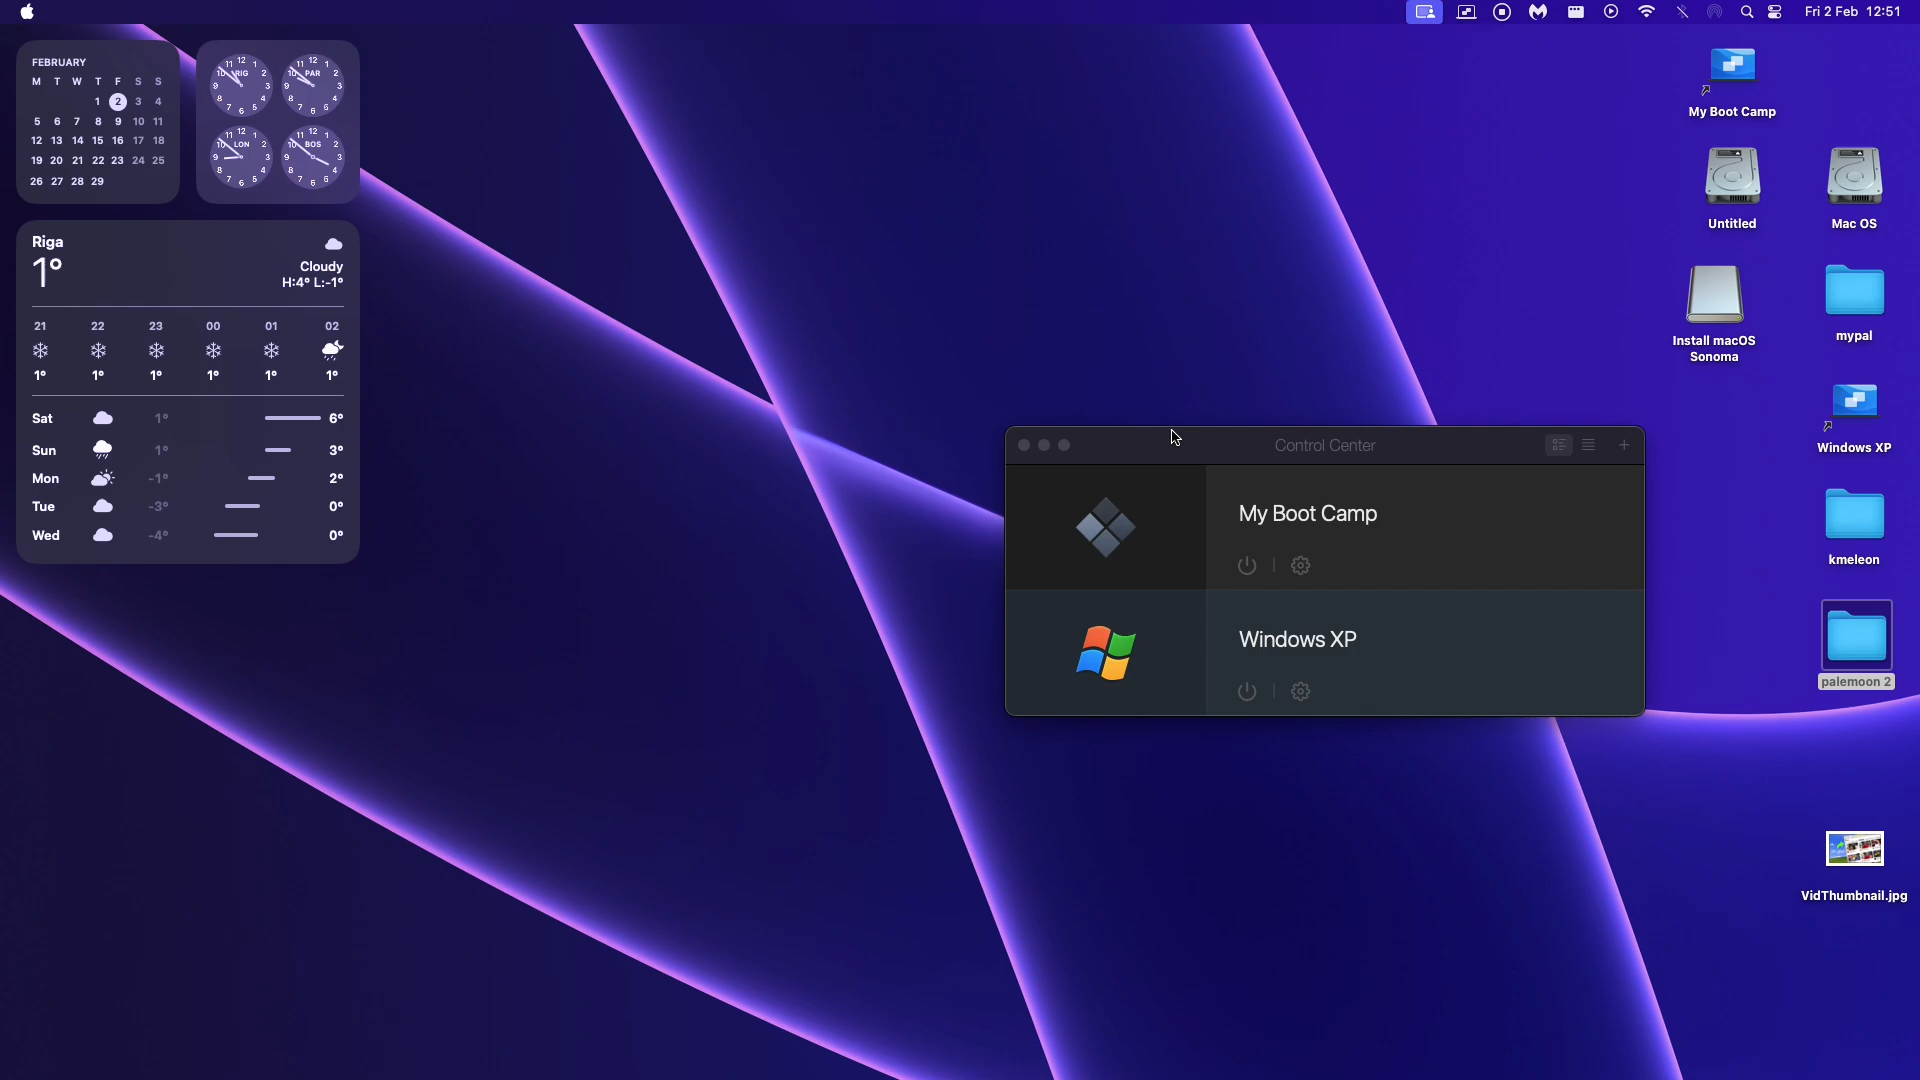 Fri 2 Feb 12:51
FEBRUARY
M T W T F S S
1 2 3 4
5 6 7 8 9 10 11
12 13 14 15 16 17 18
19 20 21 22 23 24 25
26 27 28 29
RIG
PAR
LON
BOS
Riga
1°
Cloudy
H:4° L:-1°
21 22 23 00 01 02
1° 1° 1° 1° 1° 1°
Sat 1° 6°
Sun 1° 3°
Mon -1° 2°
Tue -3° 0°
Wed -4° 0°
Control Center
My Boot Camp
Windows XP
My Boot Camp
Untitled
Mac OS
Install macOS
Sonoma
mypal
Windows XP
kmeleon
palemoon 2
VidThumbnail.jpg